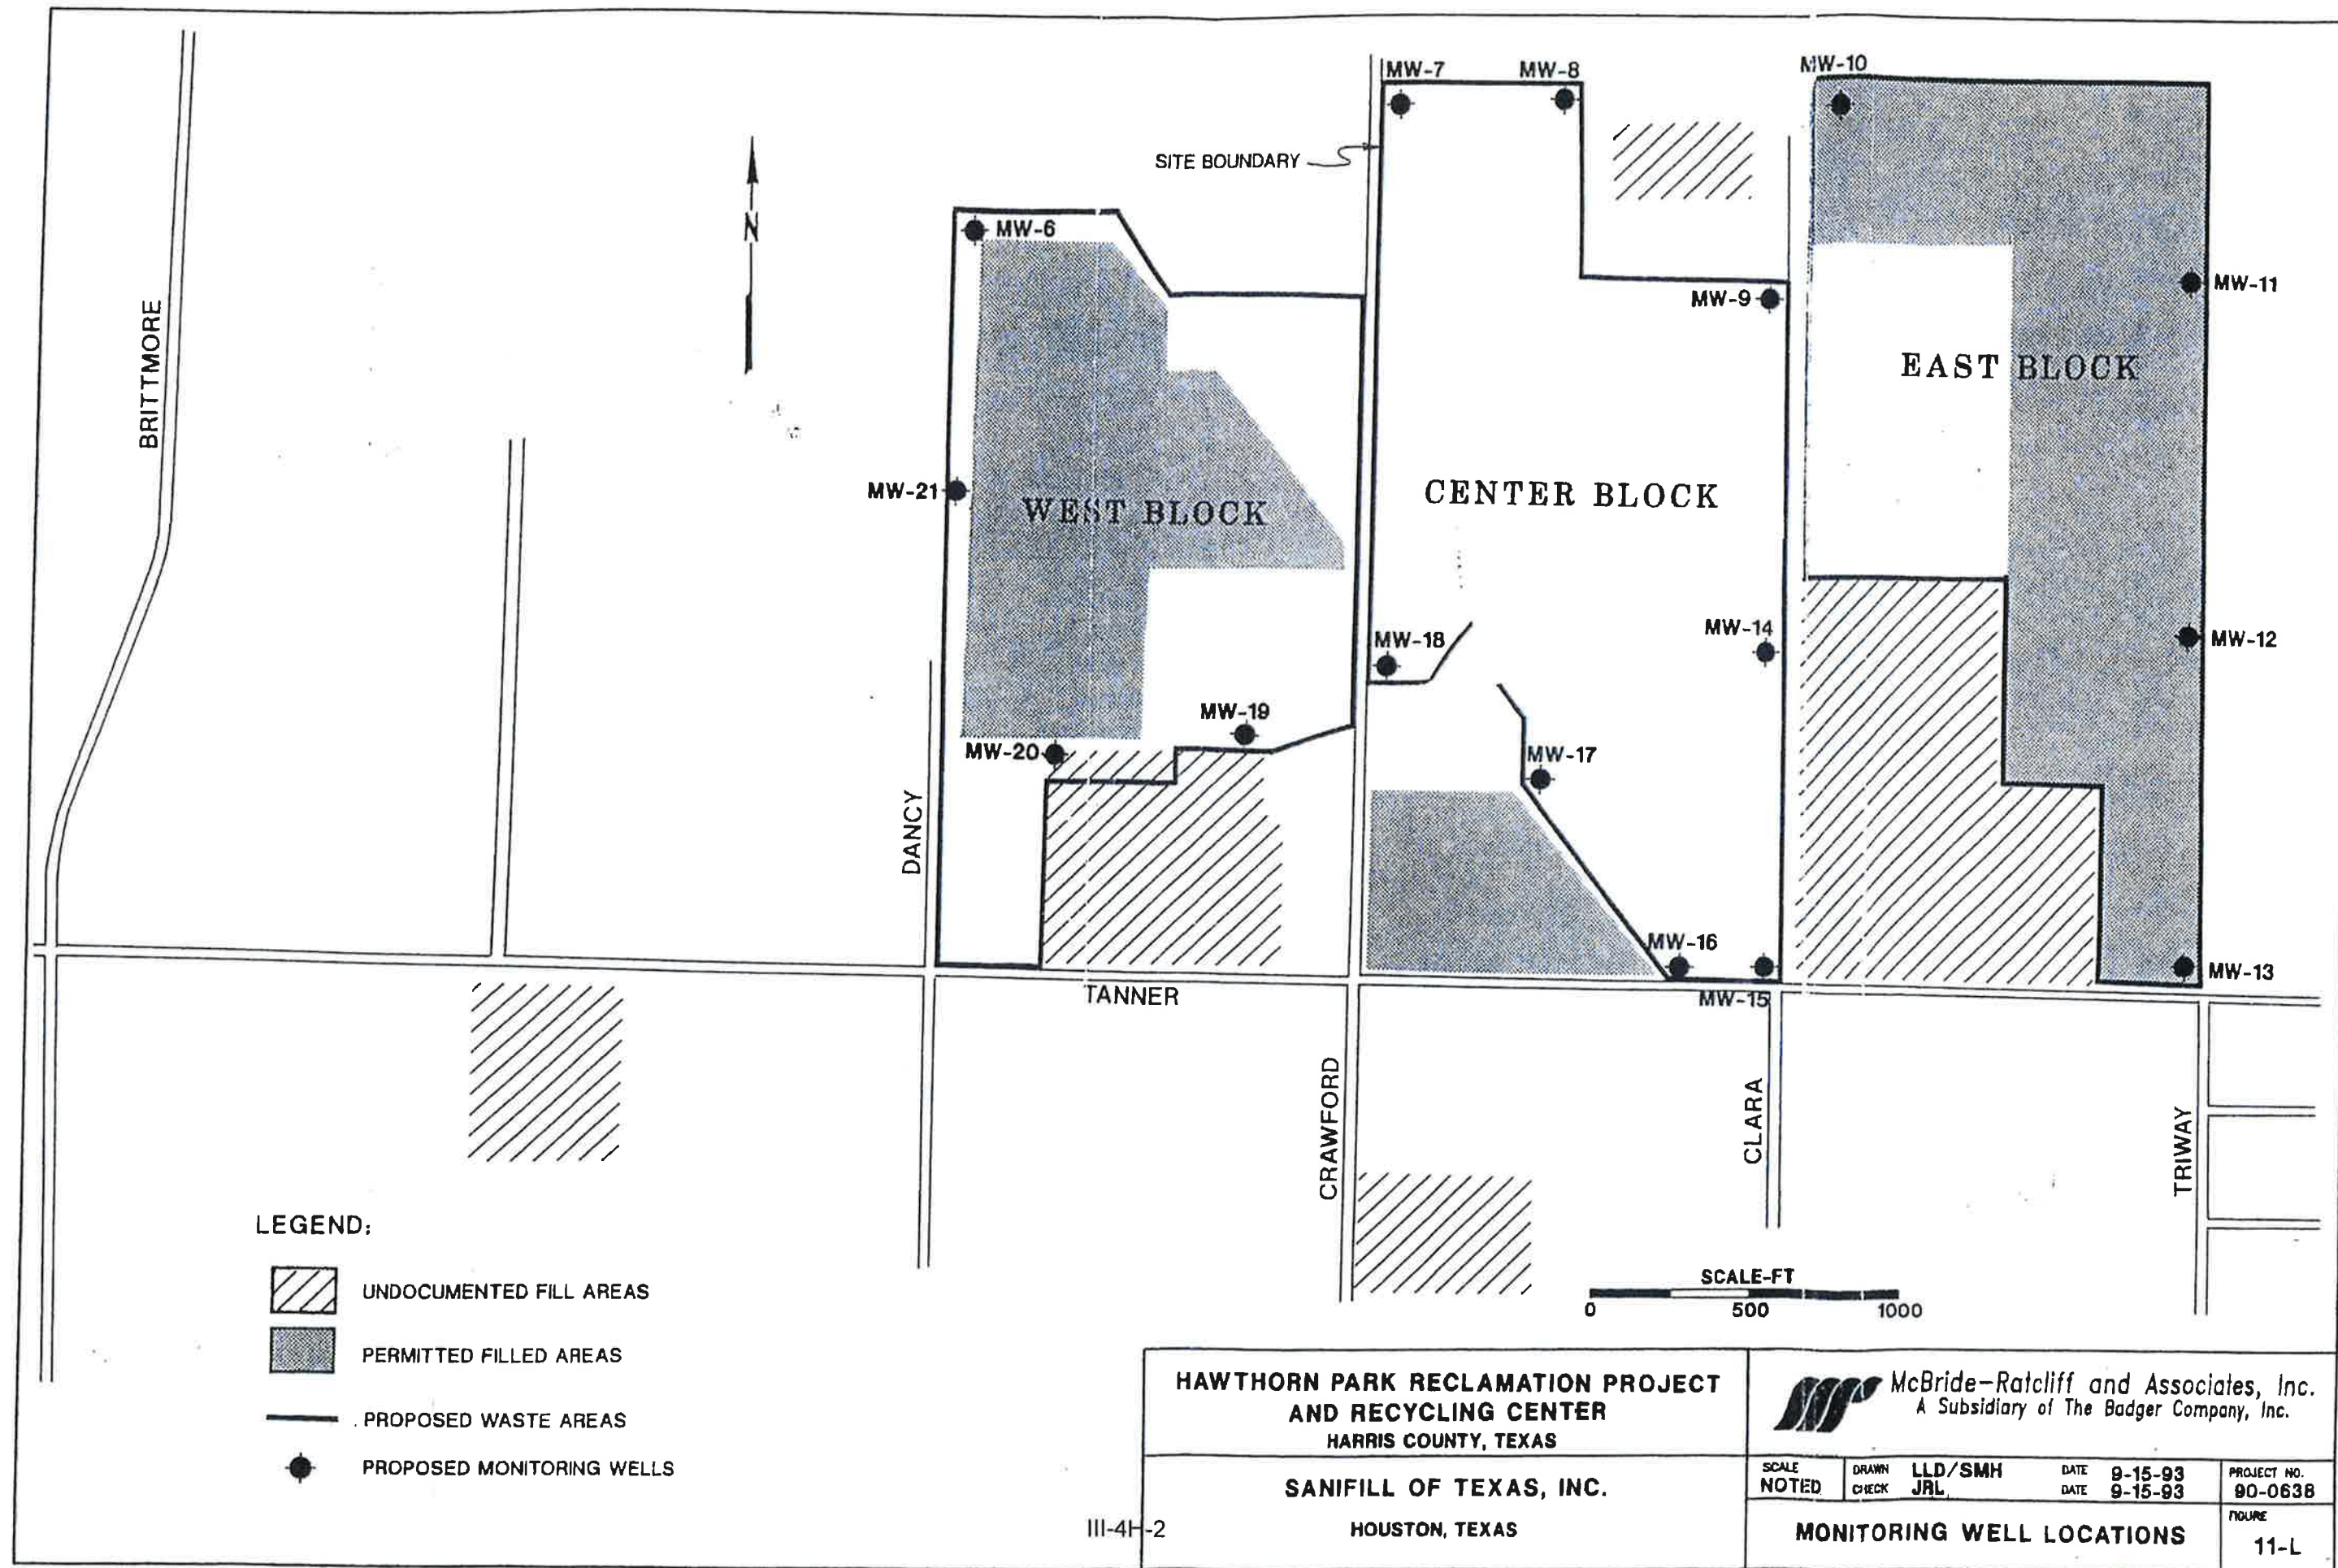 MW-7
MW-8
MW-10
SITE BOUNDARY
N
MW-6
MW-9
MW-11
BRITTMORE
EAST BLOCK
MW-21
WEST BLOCK
CENTER BLOCK
MW-18
MW-14
MW-12
MW-19
MW-20
MW-17
DANCY
MW-16
MW-13
TANNER
MW-15
CRAWFORD
CLARA
TRIWAY
LEGEND:
UNDOCUMENTED FILL AREAS
PERMITTED FILLED AREAS
PROPOSED WASTE AREAS
PROPOSED MONITORING WELLS
SCALE-FT
0 500 1000
HAWTHORN PARK RECLAMATION PROJECT
AND RECYCLING CENTER
HARRIS COUNTY, TEXAS
SANIFILL OF TEXAS, INC.
HOUSTON, TEXAS
McBride-Ratcliff and Associates, Inc.
A Subsidiary of The Badger Company, Inc.
SCALE DRAWN LLD/SMH DATE 9-15-93 PROJECT NO.
NOTED CHECK JRL DATE 9-15-93 90-0638
MONITORING WELL LOCATIONS
FIGURE
11-L
III-4H-2